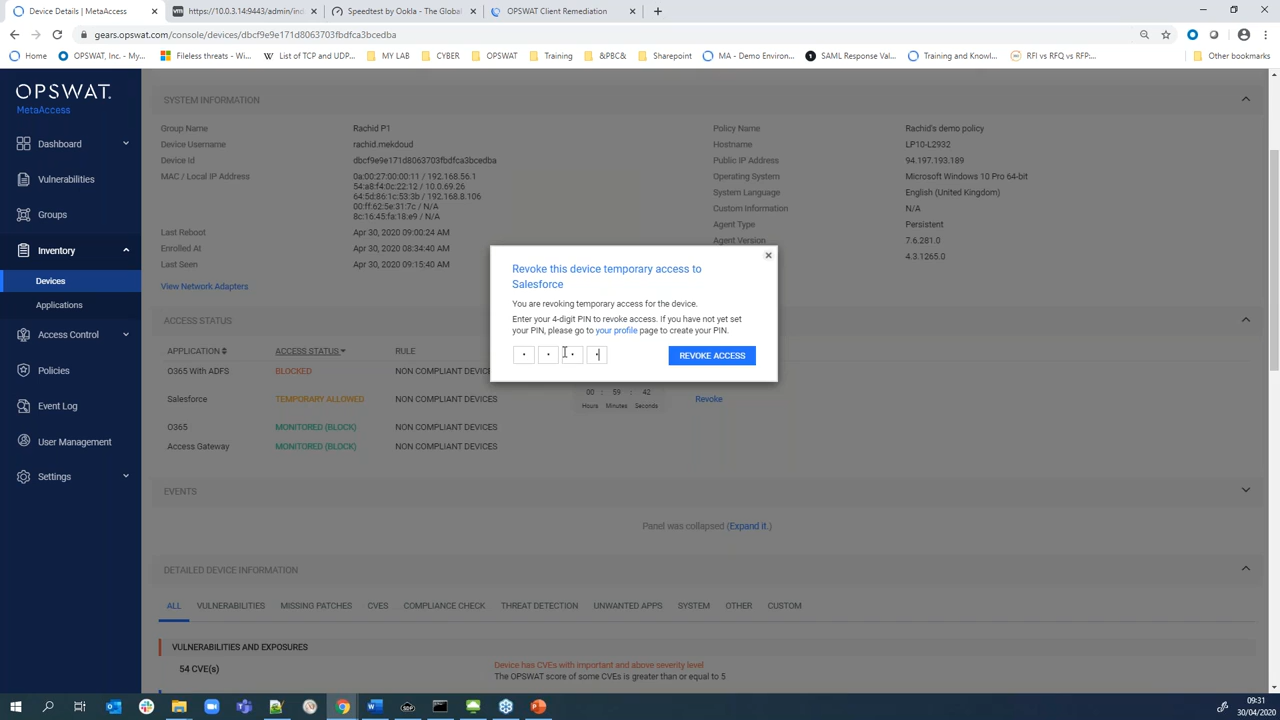 Device Details | MetaAccess
https://10.0.3.14:9443/admin/ind
Speedtest by Ookla - The Global
OPSWAT Client Remediation
gears.opswat.com/console/devices/dbcf9e9e171d8063703fbdfca3bcedba
Home
OPSWAT, Inc. - My...
Fileless threats - Wi...
List of TCP and UDP...
MY LAB
CYBER
OPSWAT
Training
&PBC&
Sharepoint
MA - Demo Environ...
SAML Response Val...
Training and Knowl...
RFI vs RFQ vs RFP:...
Other bookmarks
OPSWAT.
MetaAccess
Dashboard
Vulnerabilities
Groups
Inventory
Devices
Applications
Access Control
Policies
Event Log
User Management
Settings
SYSTEM INFORMATION
Group Name Rachid P1
Device Username rachid.mekdoud
Device Id dbcf9e9e171d8063703fbdfca3bcedba
MAC / Local IP Address 0a:00:27:00:00:11 / 192.168.56.1
54:a8:f4:0c:22:12 / 10.0.69.26
64:5d:86:1c:53:3b / 192.168.8.106
00:ff:62:5e:31:7c / N/A
8c:16:45:fa:18:e9 / N/A
Last Reboot Apr 30, 2020 09:00:24 AM
Enrolled At Apr 30, 2020 08:34:40 AM
Last Seen Apr 30, 2020 09:15:40 AM
View Network Adapters
Policy Name Rachid's demo policy
Hostname LP10-L2932
Public IP Address 94.197.193.189
Operating System Microsoft Windows 10 Pro 64-bit
System Language English (United Kingdom)
Custom Information N/A
Agent Type Persistent
Agent Version 7.6.281.0
4.3.1265.0
Revoke this device temporary access to
Salesforce
You are revoking temporary access for the device.
Enter your 4-digit PIN to revoke access. If you have not yet set
your PIN, please go to your profile page to create your PIN.
REVOKE ACCESS
ACCESS STATUS
APPLICATION ACCESS STATUS RULE
O365 With ADFS BLOCKED NON COMPLIANT DEVICES
Salesforce TEMPORARY ALLOWED NON COMPLIANT DEVICES 00 : 59 : 42 Revoke
Hours Minutes Seconds
O365 MONITORED (BLOCK) NON COMPLIANT DEVICES
Access Gateway MONITORED (BLOCK) NON COMPLIANT DEVICES
EVENTS
Panel was collapsed (Expand it.)
DETAILED DEVICE INFORMATION
ALL VULNERABILITIES MISSING PATCHES CVES COMPLIANCE CHECK THREAT DETECTION UNWANTED APPS SYSTEM OTHER CUSTOM
VULNERABILITIES AND EXPOSURES
54 CVE(s) Device has CVEs with important and above severity level
The OPSWAT score of some CVEs is greater than or equal to 5
09:31
30/04/2020